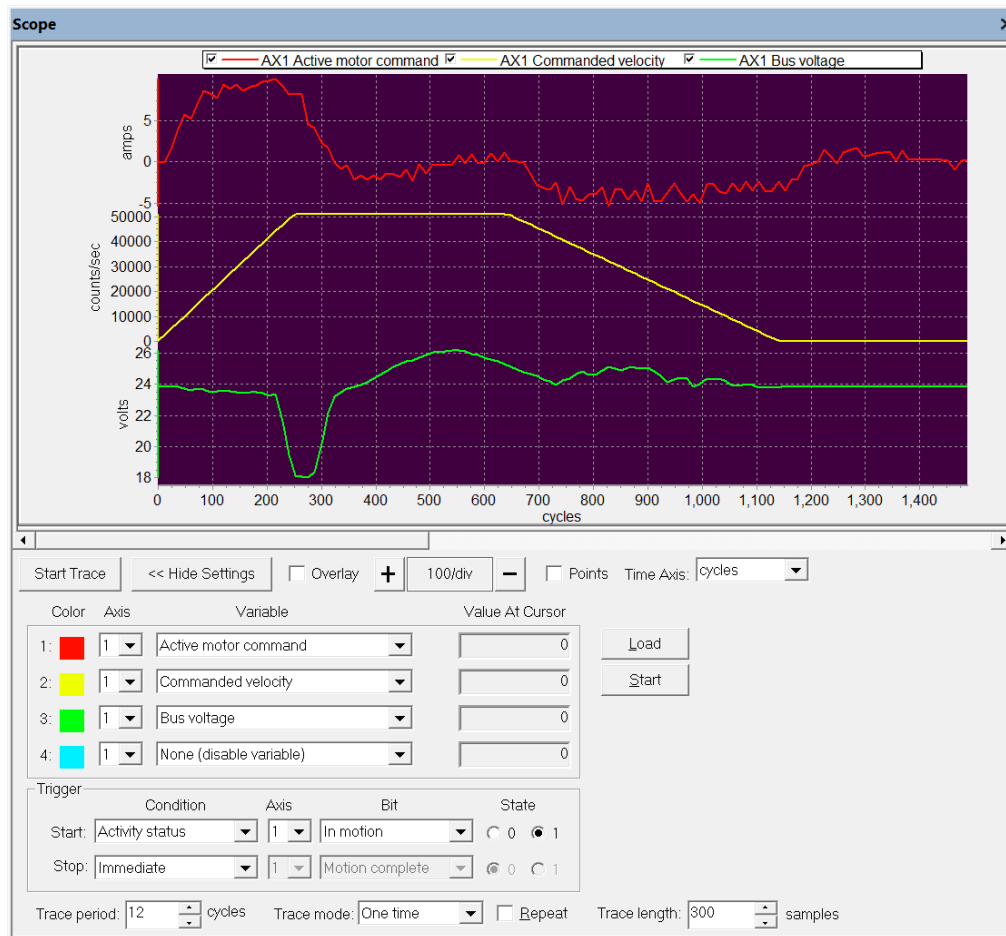 Scope
AX1 Active motor command AX1 Commanded velocity AX1 Bus voltage
amps
5
0
-5
counts/sec
50000
40000
30000
20000
10000
0
volts
26
24
22
20
18
0 100 200 300 400 500 600 700 800 900 1,000 1,100 1,200 1,300 1,400
cycles
Start Trace << Hide Settings Overlay + 100/div − Points Time Axis: cycles
Color Axis Variable Value At Cursor
1: 1 Active motor command 0 Load
2: 1 Commanded velocity 0 Start
3: 1 Bus voltage 0
4: 1 None (disable variable) 0
Trigger
Condition Axis Bit State
Start: Activity status 1 In motion 0 1
Stop: Immediate 1 Motion complete 0 1
Trace period: 12 cycles Trace mode: One time Repeat Trace length: 300 samples